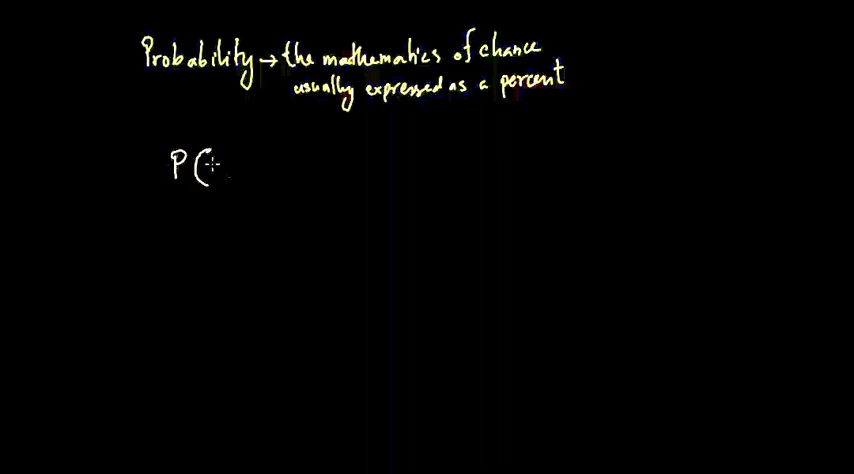 Probability → the mathematics of chance
usually expressed as a percent
P(